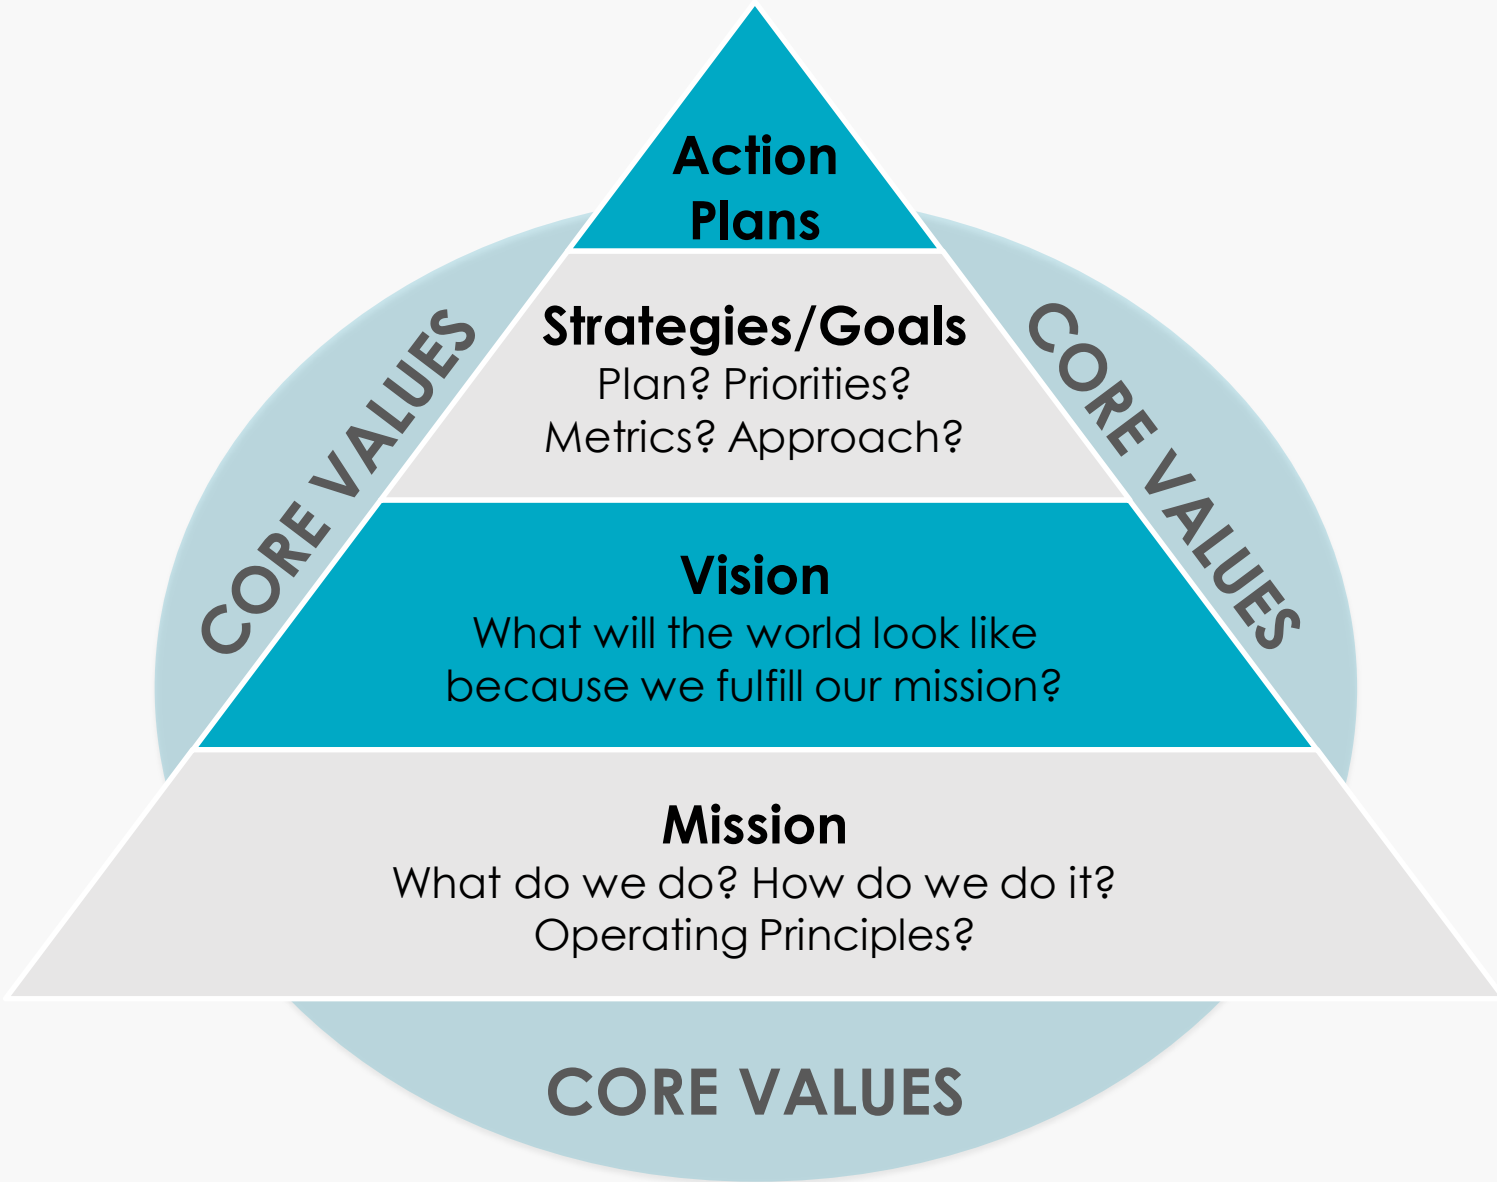 Action
Plans
Strategies/Goals
Plan? Priorities?
Metrics? Approach?
CORE VALUES
CORE VALUES
Vision
What will the world look like
because we fulfill our mission?
Mission
What do we do? How do we do it?
Operating Principles?
CORE VALUES